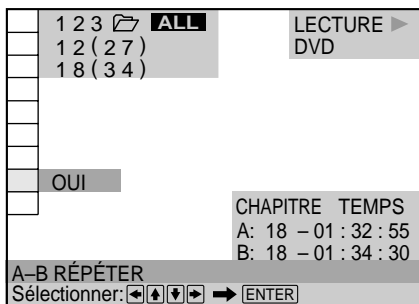 1 2 3 ALL
1 2 ( 2 7 )
1 8 ( 3 4 )
LECTURE
DVD
OUI
CHAPITRE TEMPS
A: 18 – 01 : 32 : 55
B: 18 – 01 : 34 : 30
A–B RÉPÉTER
Sélectionner: ENTER